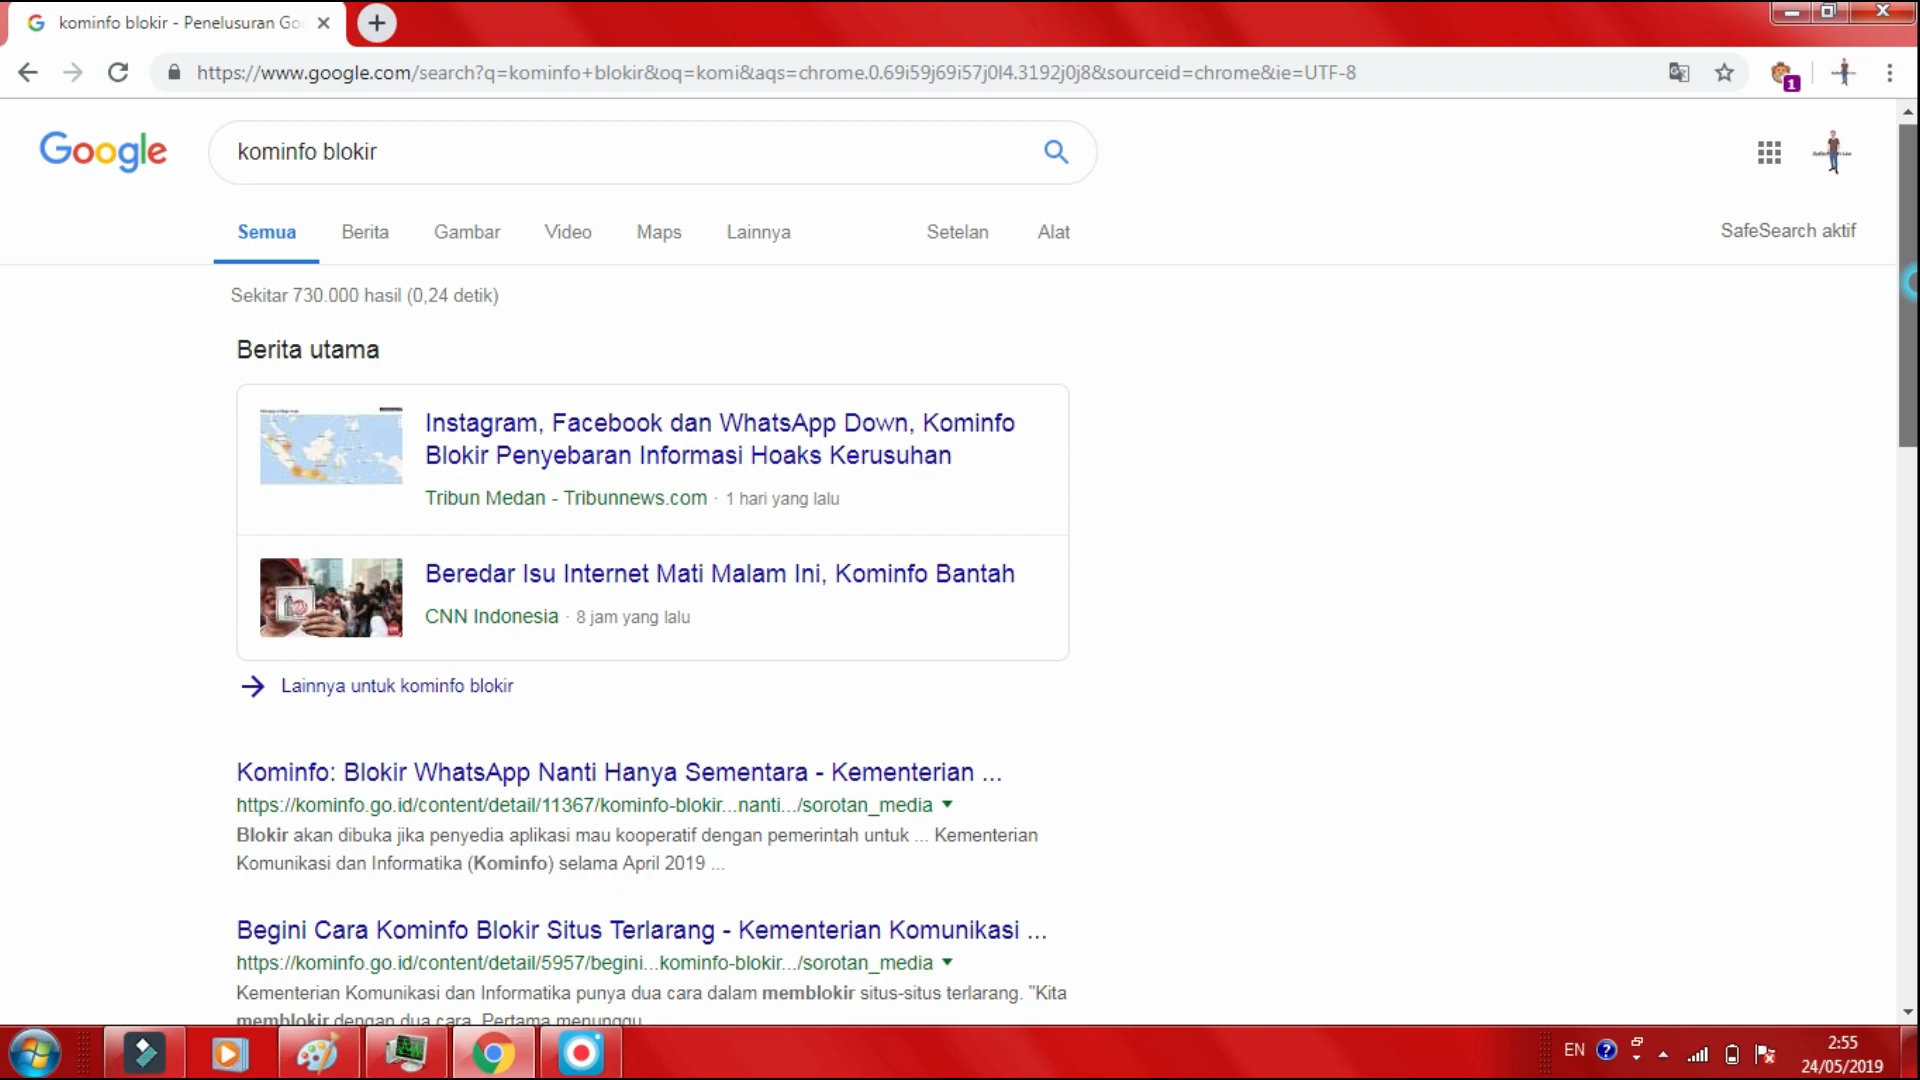 kominfo blokir - Penelusuran Go
https://www.google.com/search?q=kominfo+blokir&oq=komi&aqs=chrome.0.69i59j69i57j0l4.3192j0j8&sourceid=chrome&ie=UTF-8
1
Google
kominfo blokir
Semua Berita Gambar Video Maps Lainnya Setelan Alat SafeSearch aktif
Sekitar 730.000 hasil (0,24 detik)
Berita utama
Instagram, Facebook dan WhatsApp Down, Kominfo
Blokir Penyebaran Informasi Hoaks Kerusuhan
Tribun Medan - Tribunnews.com · 1 hari yang lalu
Beredar Isu Internet Mati Malam Ini, Kominfo Bantah
CNN Indonesia · 8 jam yang lalu
Lainnya untuk kominfo blokir
Kominfo: Blokir WhatsApp Nanti Hanya Sementara - Kementerian ...
https://kominfo.go.id/content/detail/11367/kominfo-blokir...nanti.../sorotan_media
Blokir akan dibuka jika penyedia aplikasi mau kooperatif dengan pemerintah untuk ... Kementerian
Komunikasi dan Informatika (Kominfo) selama April 2019 ...
Begini Cara Kominfo Blokir Situs Terlarang - Kementerian Komunikasi ...
https://kominfo.go.id/content/detail/5957/begini...kominfo-blokir.../sorotan_media
Kementerian Komunikasi dan Informatika punya dua cara dalam memblokir situs-situs terlarang. "Kita
memblokir dengan dua cara. Pertama menunggu
EN
2:55
24/05/2019